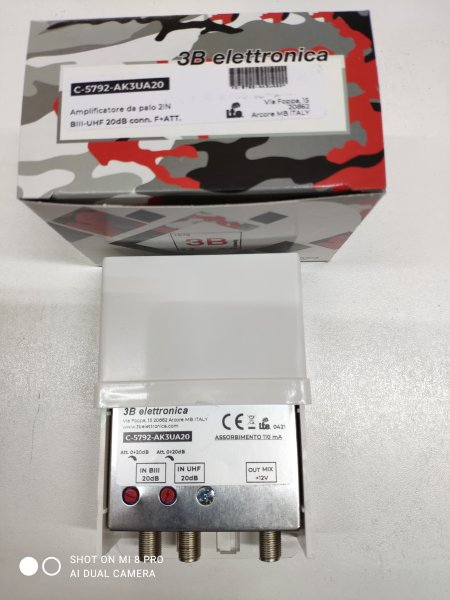 3B elettronica
C-5792-AK3UA20
Amplificatore da palo 2IN
BIII-UHF 20dB conn. F+ATT.
Via Foppa, 15
20862
Arcore MB ITALY
3B
3B elettronica
Via Foppa, 15 20862 Arcore MB ITALY
www.3belettronica.com
C-5792-AK3UA20
CE
0421
ASSORBIMENTO 110 mA
Att. 0÷20dB
Att. 0÷20dB
IN BIII
20dB
IN UHF
20dB
OUT MIX
+12V
SHOT ON MI 8 PRO
AI DUAL CAMERA